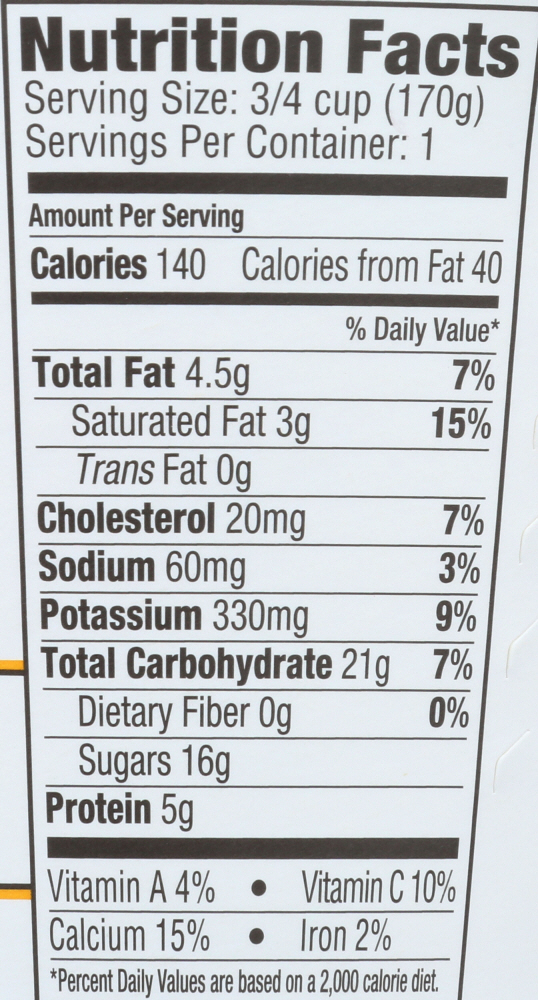 Nutrition Facts
Serving Size: 3/4 cup (170g)
Servings Per Container: 1
Amount Per Serving
Calories 140 Calories from Fat 40
% Daily Value*
Total Fat 4.5g 7%
Saturated Fat 3g 15%
Trans Fat 0g
Cholesterol 20mg 7%
Sodium 60mg 3%
Potassium 330mg 9%
Total Carbohydrate 21g 7%
Dietary Fiber 0g 0%
Sugars 16g
Protein 5g
Vitamin A 4% • Vitamin C 10%
Calcium 15% • Iron 2%
*Percent Daily Values are based on a 2,000 calorie diet.